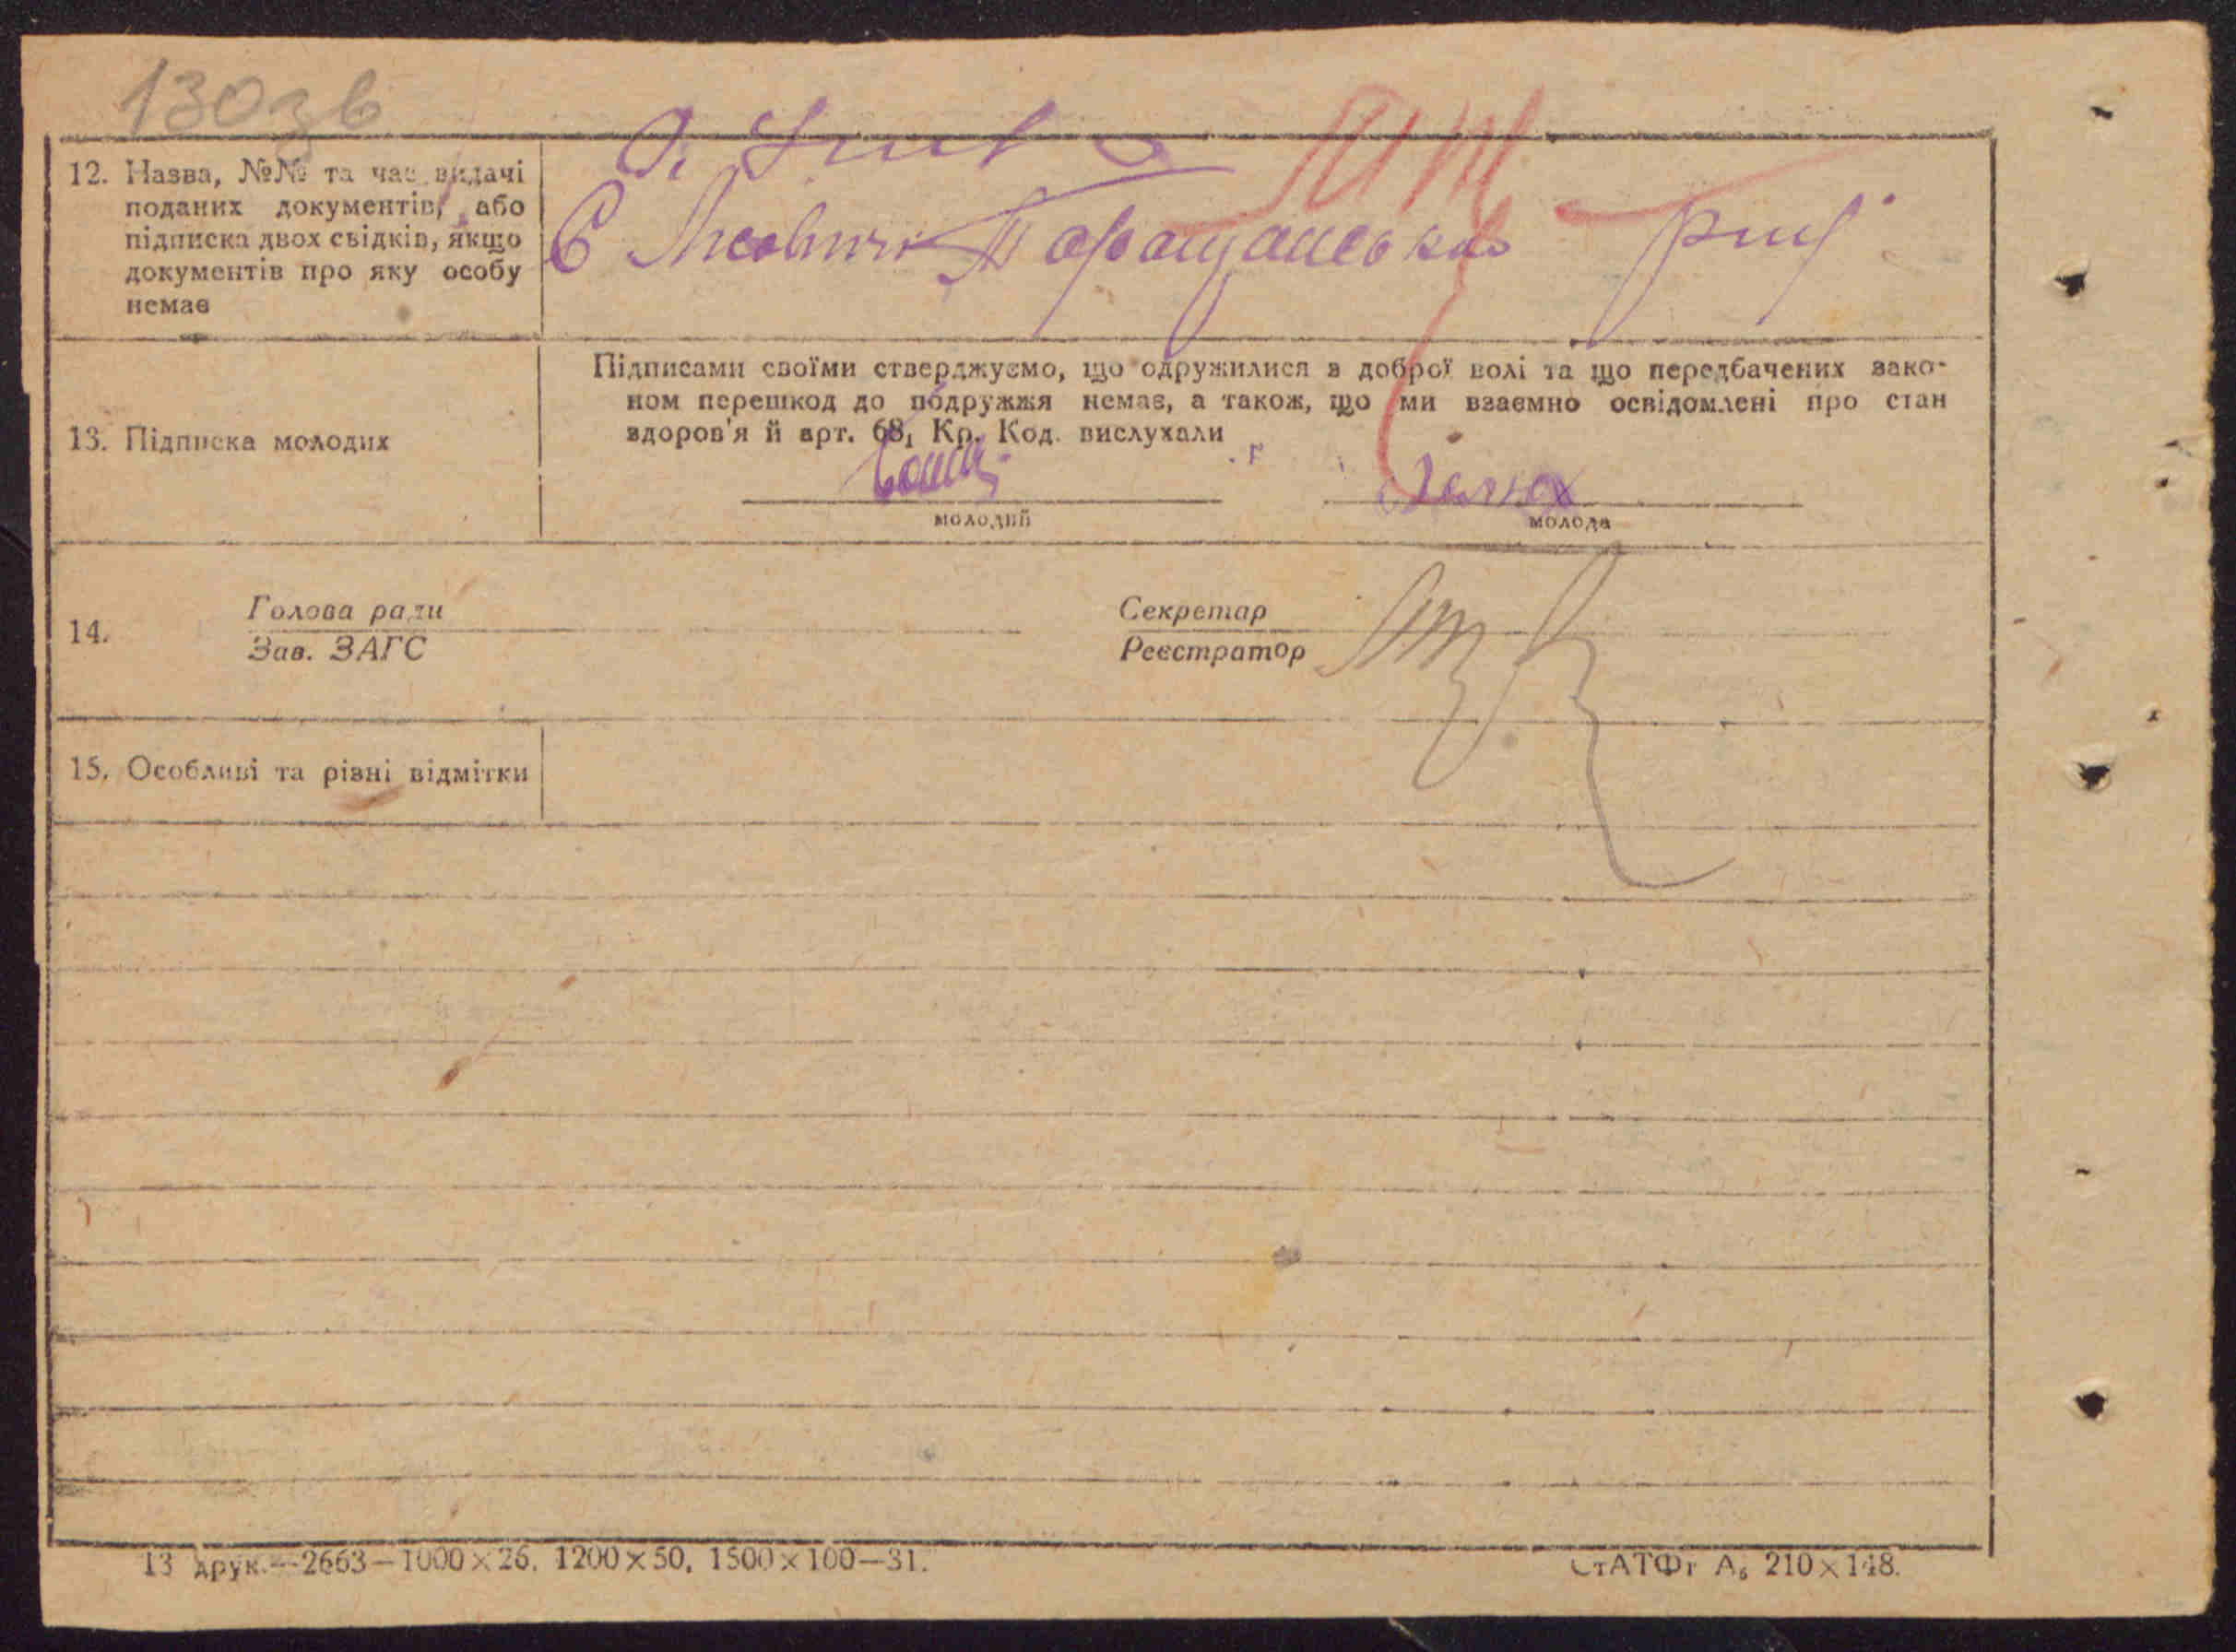 130зв
12. Назва, №№ та час видачі
поданих документів, або
підписка двох свідків, якщо
документів про яку особу
немає
С Таращанськ
13. Підписка молодих
Підписами своїми стверджуємо, що одружилися з доброї волі та що передбачених зако-
ном перешкод до подружжя немає, а також, що ми взаємно освідомлені про стан
здоров'я й арт. 68₁ Кр. Код. вислухали
молодий
молода
14.
Голова ради
Зав. ЗАГС
Секретар
Реєстратор
15. Особливі та різні відмітки
13 друк.—2663—1000×26. 1200×50, 1500×100—31.
СтАТФт А₅ 210×148.